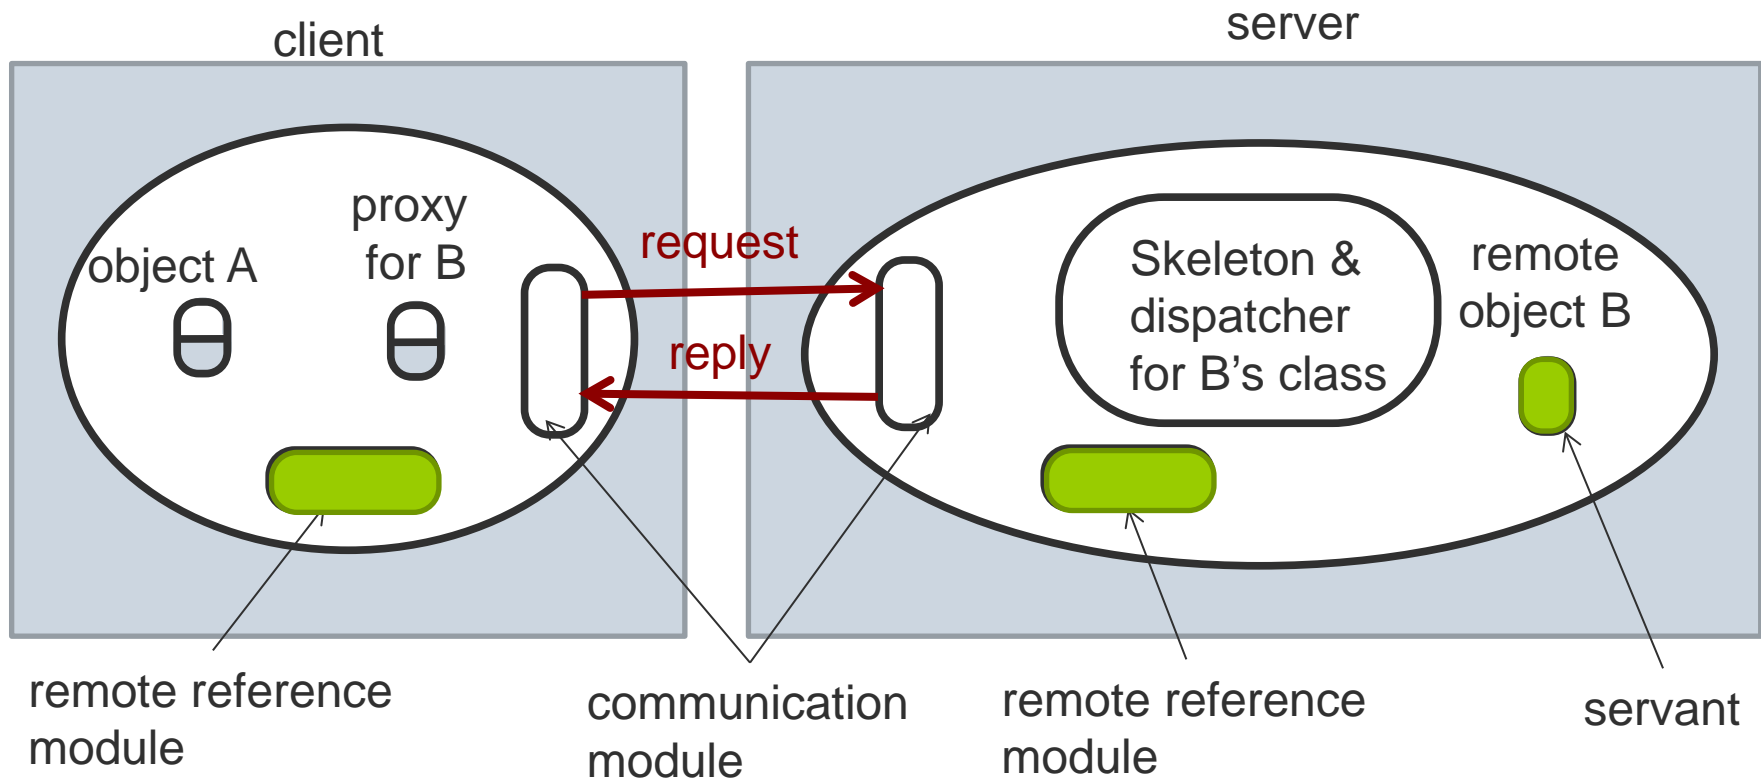 client
server
object A
proxy
for B
request
reply
Skeleton &
dispatcher
for B's class
remote
object B
remote reference
module
communication
module
remote reference
module
servant